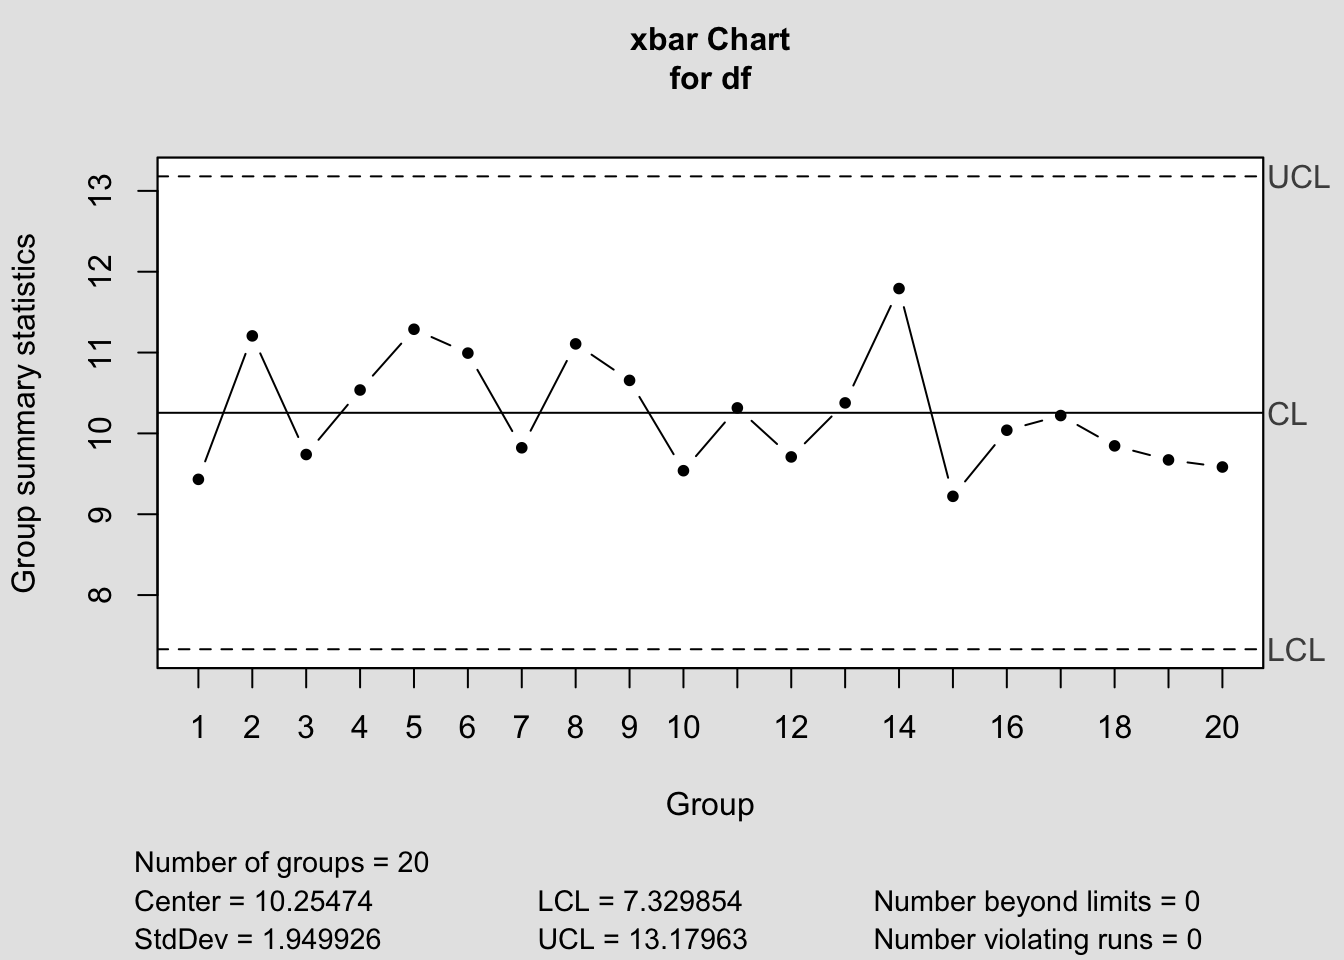 xbar Chart
for df
Group summary statistics
13
12
11
10
9
8
UCL
CL
LCL
1 2 3 4 5 6 7 8 9 10 12 14 16 18 20
Group
Number of groups = 20
Center = 10.25474 LCL = 7.329854 Number beyond limits = 0
StdDev = 1.949926 UCL = 13.17963 Number violating runs = 0